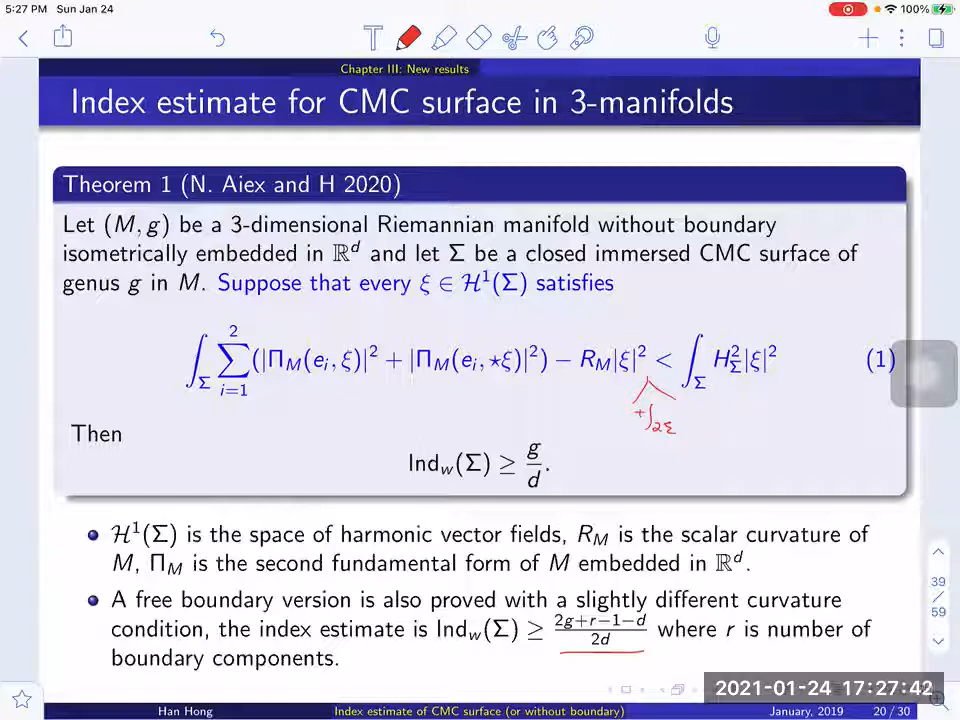 5:27 PM Sun Jan 24
100%
T
Chapter III: New results
Index estimate for CMC surface in 3-manifolds
Theorem 1 (N. Aiex and H 2020)
Let (M, g) be a 3-dimensional Riemannian manifold without boundary
isometrically embedded in ℝ^d and let Σ be a closed immersed CMC surface of
genus g in M. Suppose that every ξ ∈ ℋ¹(Σ) satisfies
∫_Σ ∑_{i=1}^{2} (|Π_M(e_i, ξ)|² + |Π_M(e_i, ⋆ξ)|²) − R_M|ξ|² < ∫_Σ H_Σ²|ξ|² (1)
+∫_{∂Σ}
Then
Ind_w(Σ) ≥ g/d.
ℋ¹(Σ) is the space of harmonic vector fields, R_M is the scalar curvature of
M, Π_M is the second fundamental form of M embedded in ℝ^d.
A free boundary version is also proved with a slightly different curvature
condition, the index estimate is Ind_w(Σ) ≥ (2g+r−1−d)/2d where r is number of
boundary components.
39
/
59
2021-01-24 17:27:42
Han Hong Index estimate of CMC surface (or without boundary) January, 2019 20 / 30